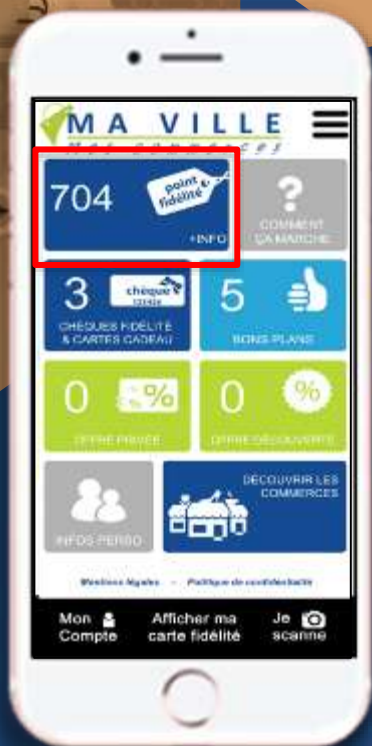 MA VILLE
Mes commerces
704
point
fidélité
+INFO
?
COMMENT
ÇA MARCHE
3
chèque
CHÈQUES FIDÉLITÉ
& CARTES CADEAU
5
BONS PLANS
0
%
OFFRE PRIVÉE
0
%
OFFRE DÉCOUVERTE
INFOS PERSO
DÉCOUVRIR LES
COMMERCES
Mentions légales - Politique de confidentialité
Mon
Compte
Afficher ma
carte fidélité
Je
scanne